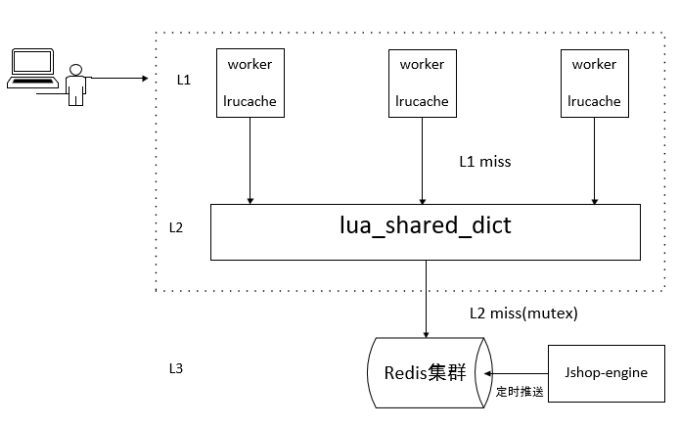 worker
lrucache
worker
lrucache
worker
lrucache
L1
L1 miss
L2
lua_shared_dict
L2 miss(mutex)
L3
Redis集群
定时推送
Jshop-engine